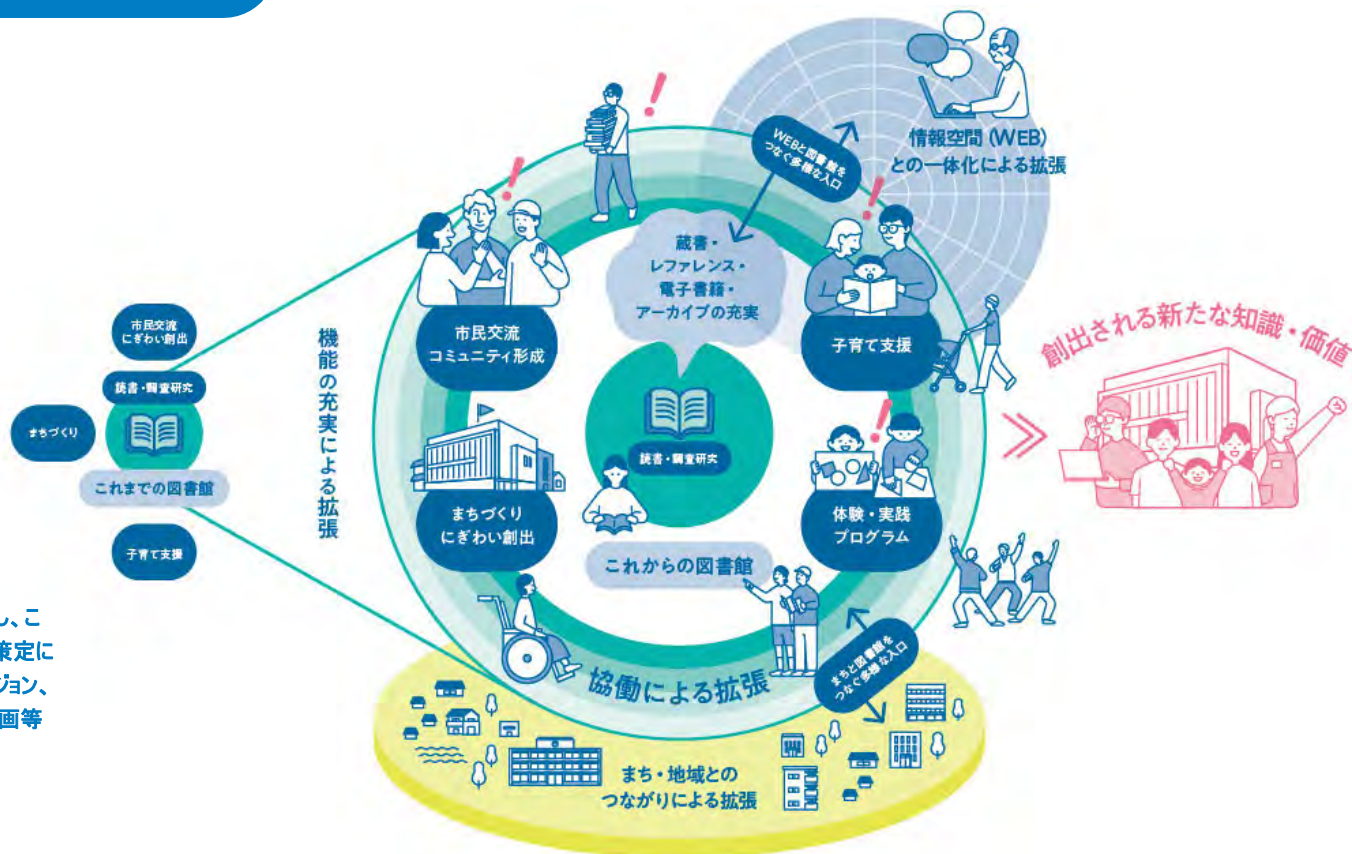 WEBと図書館を
つなぐ多様な入口
情報空間 (WEB)
との一体化による拡張
蔵書・
レファレンス・
電子書籍・
アーカイブの充実
市民交流
にぎわい創出
読書・調査研究
まちづくり
これまでの図書館
子育て支援
機能の充実による拡張
市民交流
コミュニティ形成
子育て支援
読書・調査研究
まちづくり
にぎわい創出
体験・実践
プログラム
これからの図書館
創出される新たな知識・価値
協働による拡張
まちと図書館を
つなぐ多様な入口
まち・地域との
つながりによる拡張
し、こ
策定に
ジョン、
画等